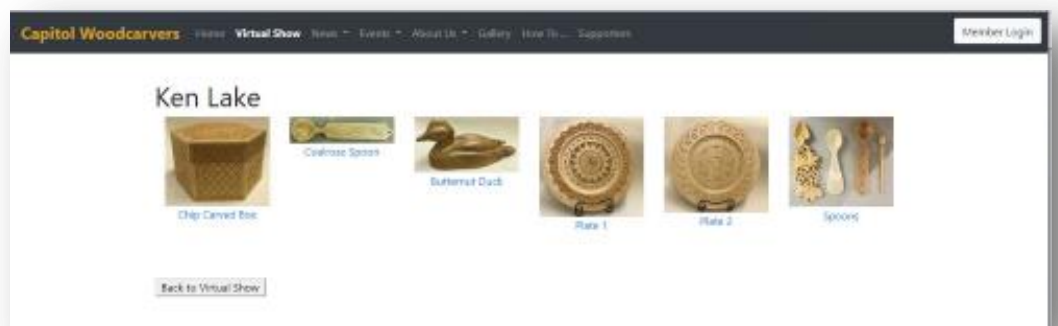 Capitol Woodcarvers Home Virtual Show News Events About Us Gallery How To ... Supporters Member Login
Ken Lake
Chip Carved Box
Coalrose Spoon
Butternut Duck
Plate 1
Plate 2
Spoons
Back to Virtual Show